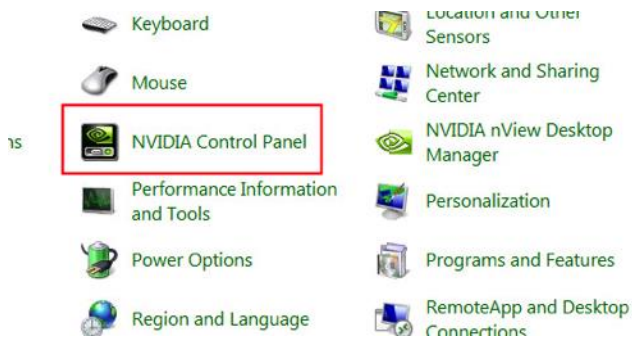 ns
Keyboard
Mouse
NVIDIA Control Panel
Performance Information
and Tools
Power Options
Region and Language
Location and Other
Sensors
Network and Sharing
Center
NVIDIA nView Desktop
Manager
Personalization
Programs and Features
RemoteApp and Desktop
Connections